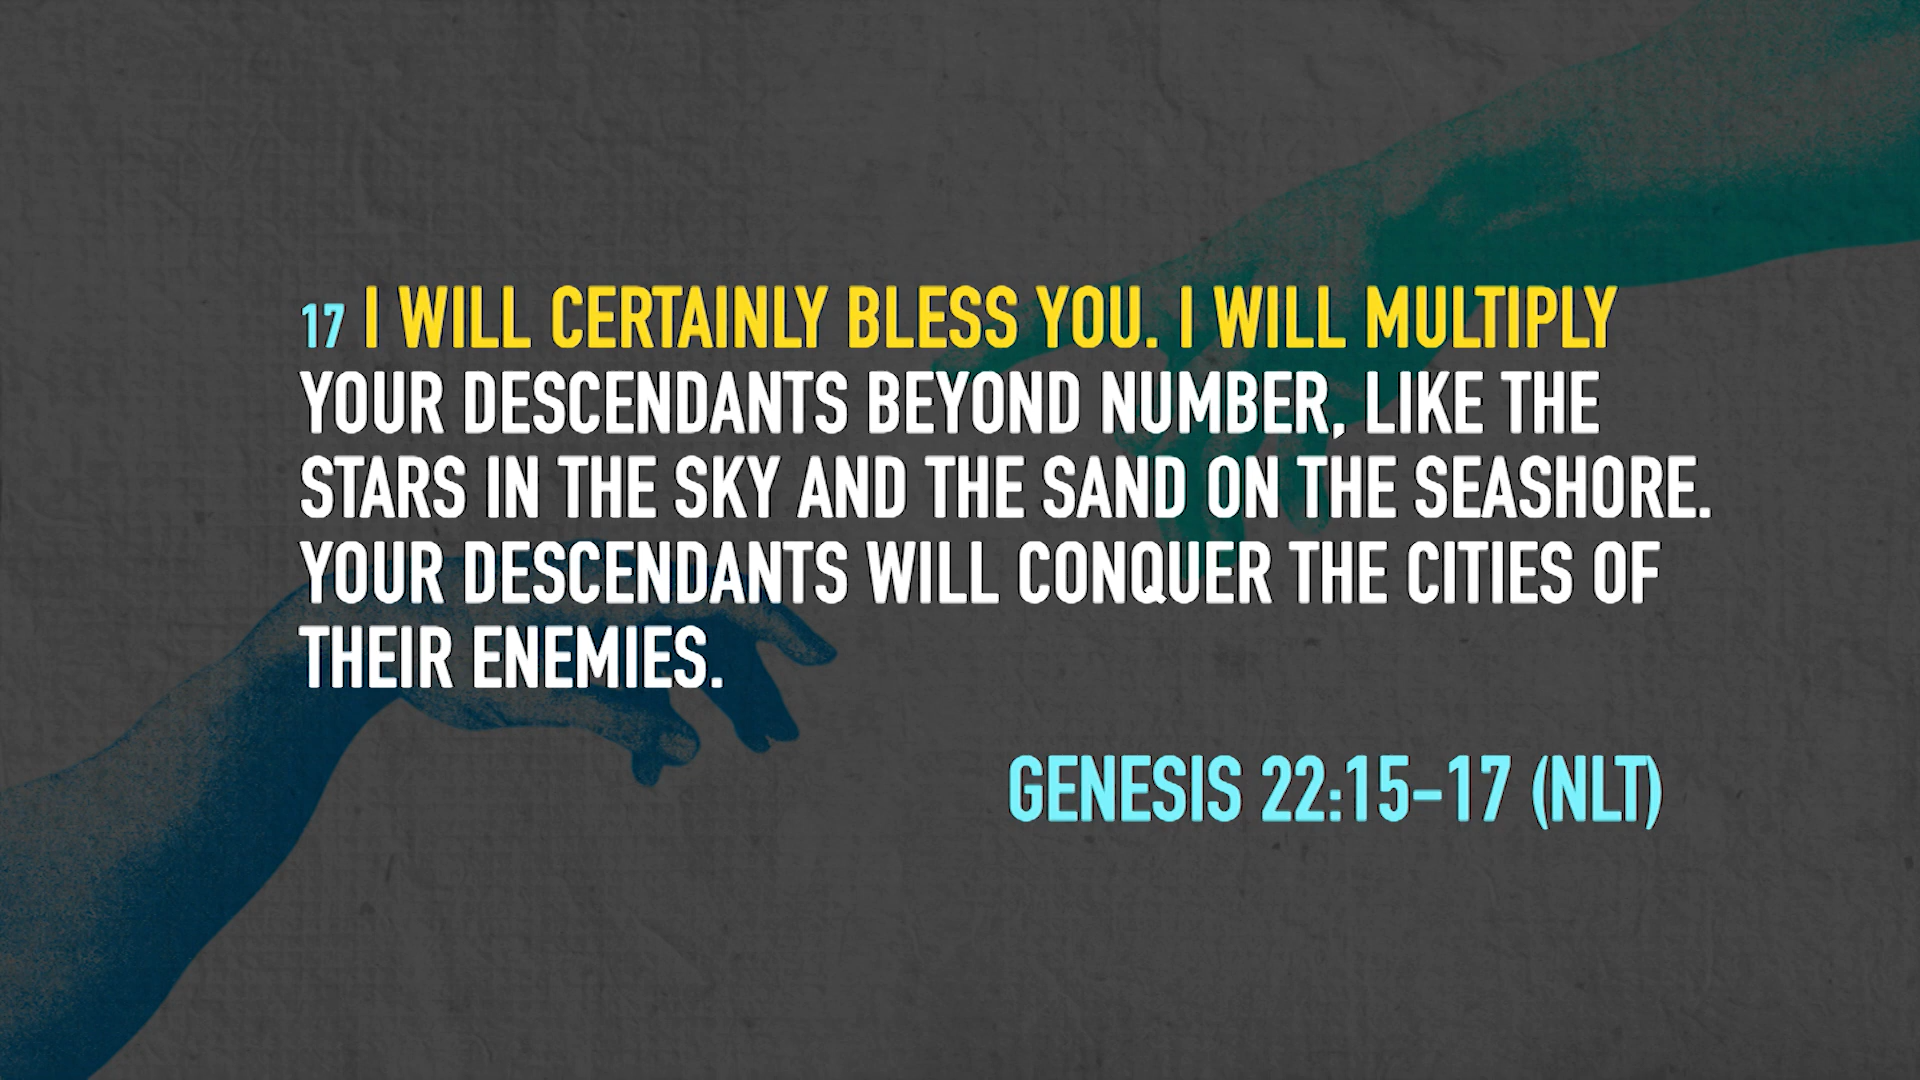 17 I WILL CERTAINLY BLESS YOU. I WILL MULTIPLY
YOUR DESCENDANTS BEYOND NUMBER, LIKE THE
STARS IN THE SKY AND THE SAND ON THE SEASHORE.
YOUR DESCENDANTS WILL CONQUER THE CITIES OF
THEIR ENEMIES.
GENESIS 22:15-17 (NLT)